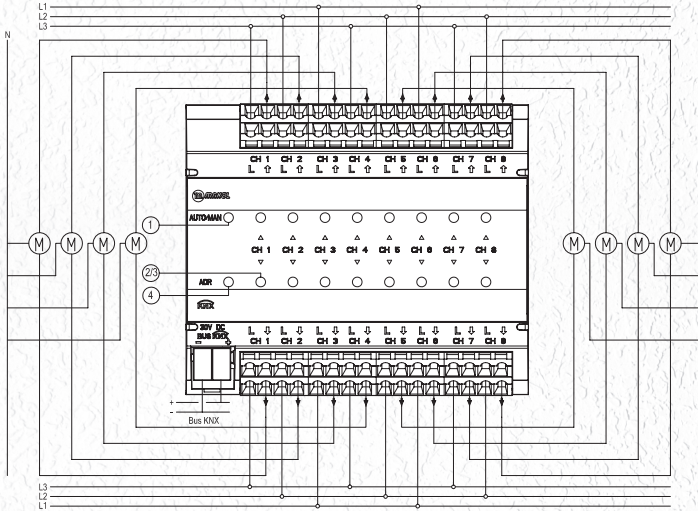 L1
L2
L3
N
CH 1 CH 2 CH 3 CH 4 CH 5 CH 6 CH 7 CH 8
L ⇧ L ⇧ L ⇧ L ⇧ L ⇧ L ⇧ L ⇧ L ⇧
AUTO/MAN
1
M M M M
CH 1 CH 2 CH 3 CH 4 CH 5 CH 6 CH 7 CH 8
M M M M
2/3
ADR
4
KNX
30V DC
BUS KNX
- +
L ⇩ L ⇩ L ⇩ L ⇩ L ⇩ L ⇩ L ⇩ L ⇩
CH 1 CH 2 CH 3 CH 4 CH 5 CH 6 CH 7 CH 8
+
-
Bus KNX
L3
L2
L1